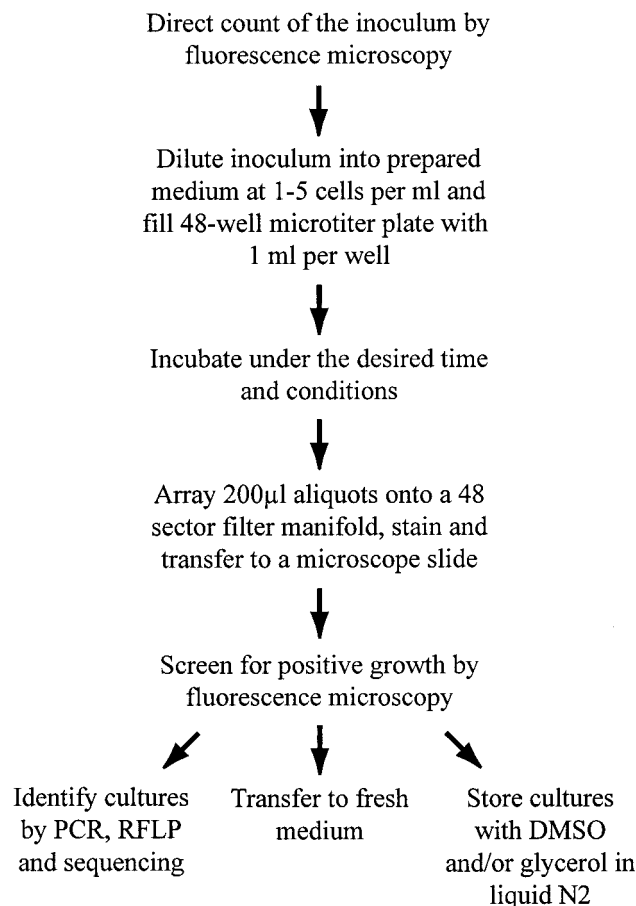 Direct count of the inoculum by
fluorescence microscopy
Dilute inoculum into prepared
medium at 1-5 cells per ml and
fill 48-well microtiter plate with
1 ml per well
Incubate under the desired time
and conditions
Array 200μl aliquots onto a 48
sector filter manifold, stain and
transfer to a microscope slide
Screen for positive growth by
fluorescence microscopy
Identify cultures
by PCR, RFLP
and sequencing
Transfer to fresh
medium
Store cultures
with DMSO
and/or glycerol in
liquid N2